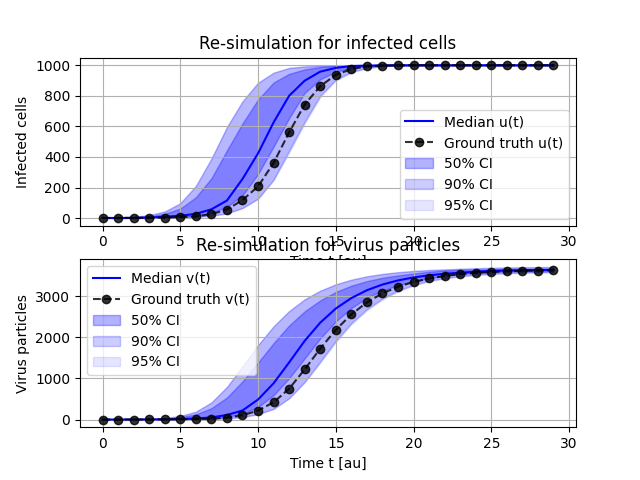 Re-simulation for infected cells
1000
800
600
400
200
0
Infected cells
Median u(t)
Ground truth u(t)
50% CI
90% CI
95% CI
0 5 10 15 20 25 30
Time t [au]
Re-simulation for virus particles
3000
2000
1000
0
Virus particles
Median v(t)
Ground truth v(t)
50% CI
90% CI
95% CI
0 5 10 15 20 25 30
Time t [au]